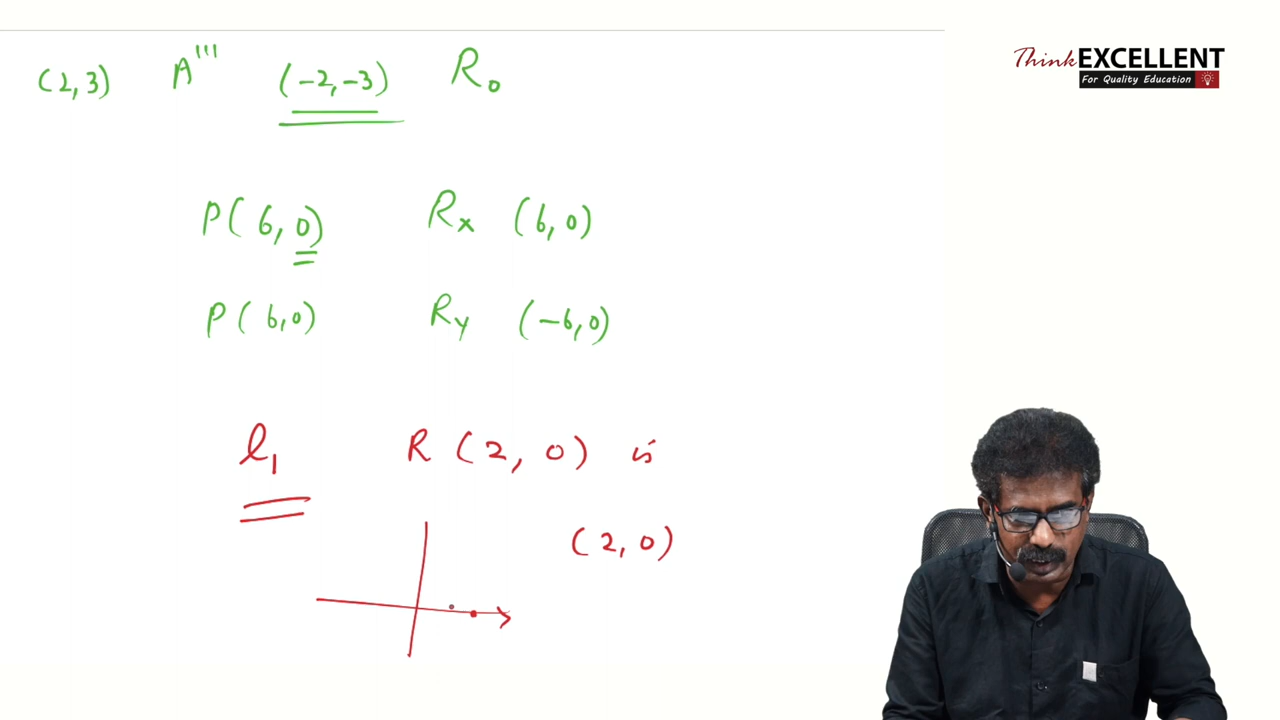 (2,3) A''' (-2,-3) R₀
Think EXCELLENT
For Quality Education
P(6,0) Rx (6,0)
P(6,0) Ry (-6,0)
l₁ R (2,0) is
(2,0)